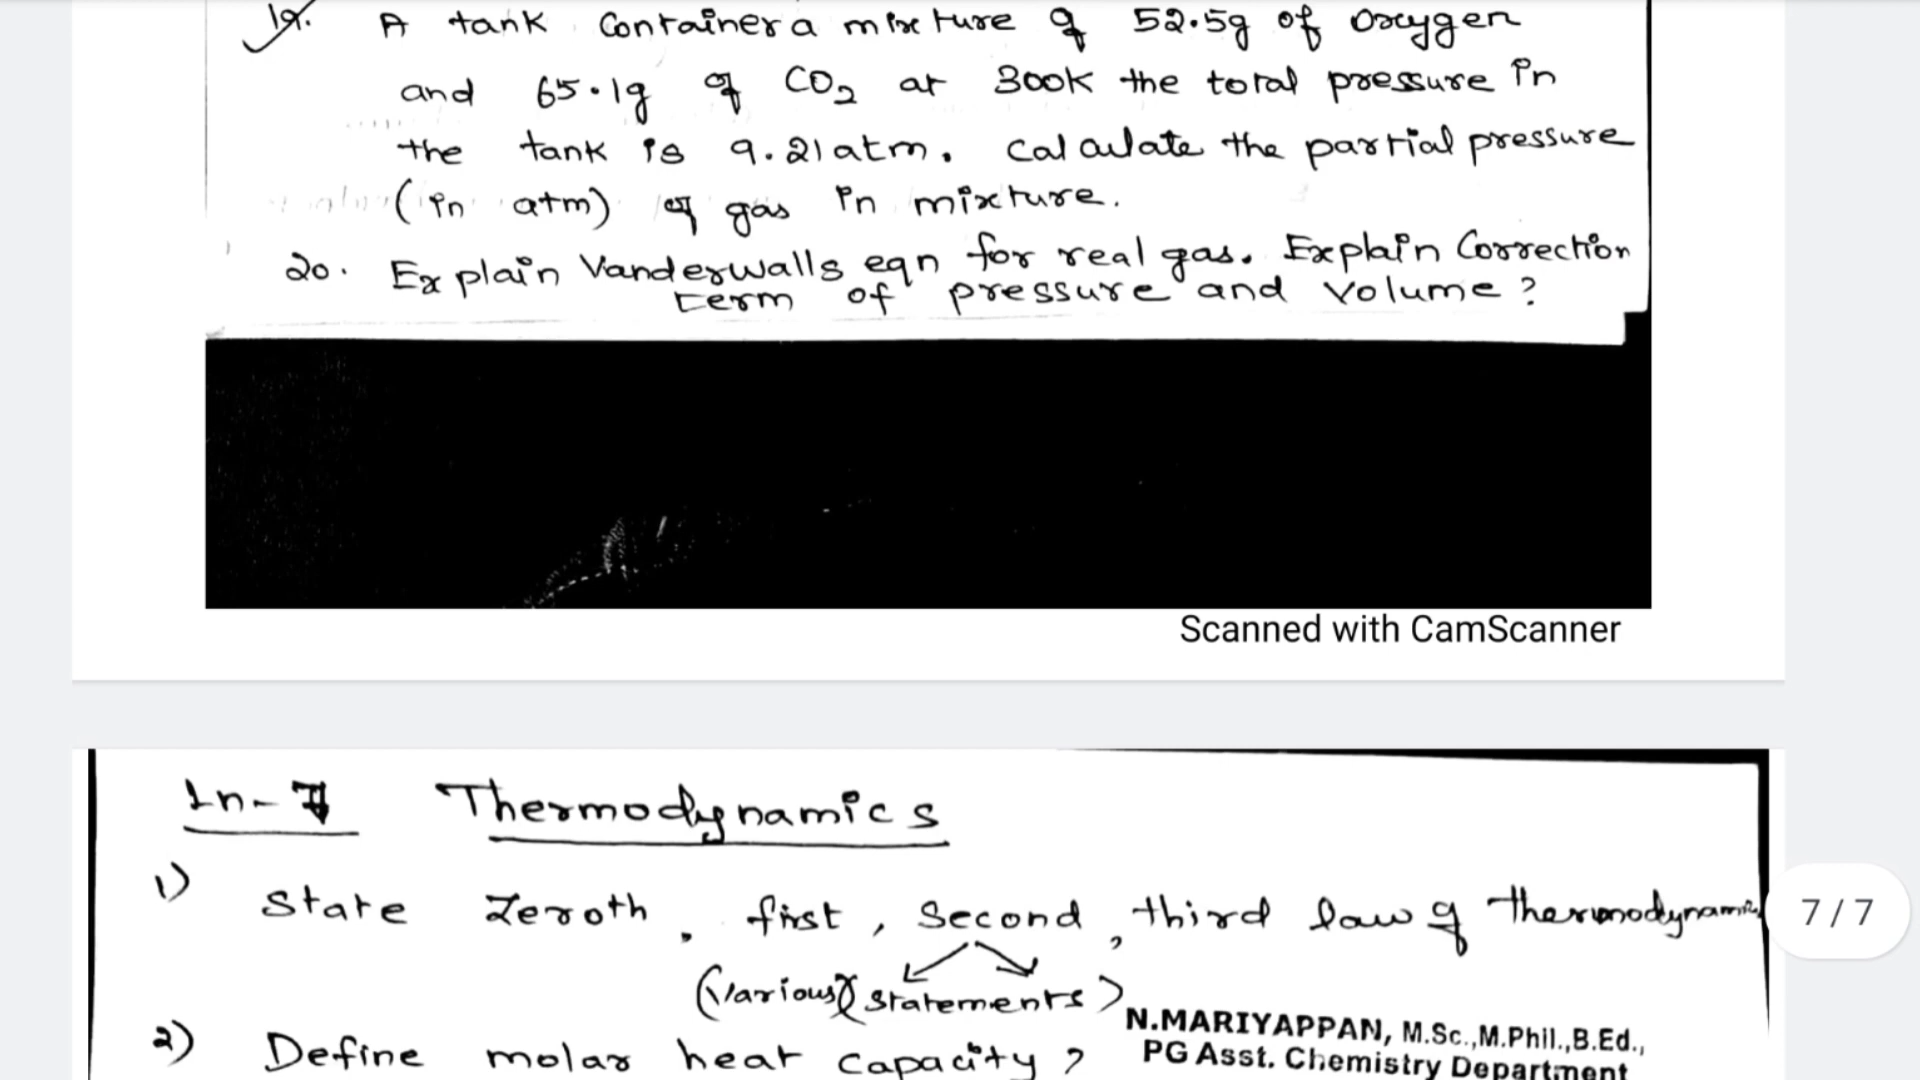 19. A tank Container a mixture of 52.5g of Oxygen
and 65.1g of CO2 at 300K the total pressure in
the tank is 9.21atm. Calculate the partial pressure
(in atm) of gas in mixture.
20. Explain Vanderwalls eqn for real gas. Explain Correction
term of pressure and Volume?
Scanned with CamScanner
Ln-7 Thermodynamics
1) State Zeroth, first, Second, third law of Thermodynamic
(Various statements)
2) Define molar heat capacity?
N.MARIYAPPAN, M.Sc.,M.Phil.,B.Ed.,
PG Asst. Chemistry Department
7 / 7